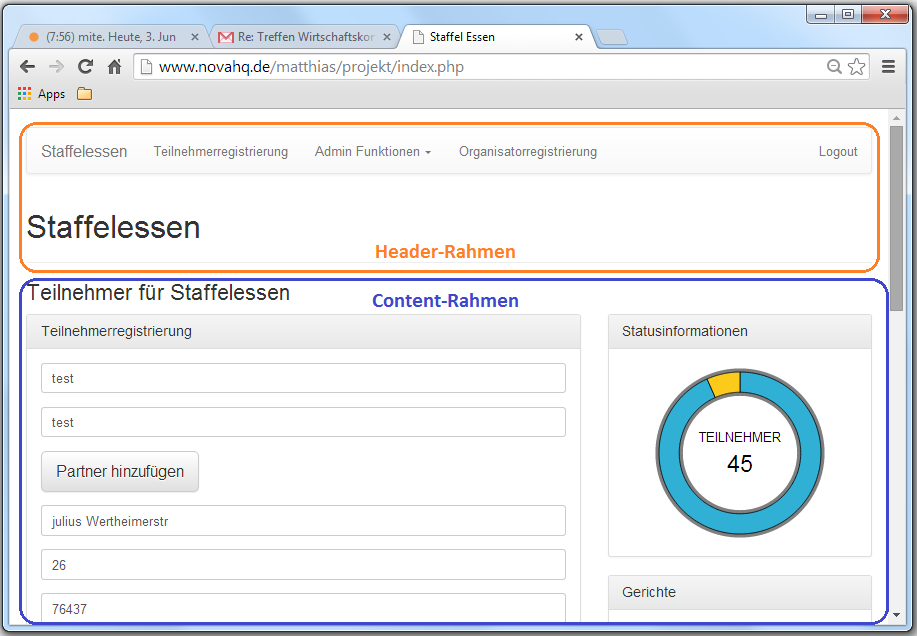 (7:56) mite. Heute, 3. Jun
Re: Treffen Wirtschaftskon
Staffel Essen
www.novahq.de/matthias/projekt/index.php
Apps
Staffelessen Teilnehmerregistrierung Admin Funktionen Organisatorregistrierung Logout
Staffelessen
Header-Rahmen
Teilnehmer für Staffelessen
Content-Rahmen
Teilnehmerregistrierung
test
test
Partner hinzufügen
julius Wertheimerstr
26
76437
Statusinformationen
TEILNEHMER
45
Gerichte